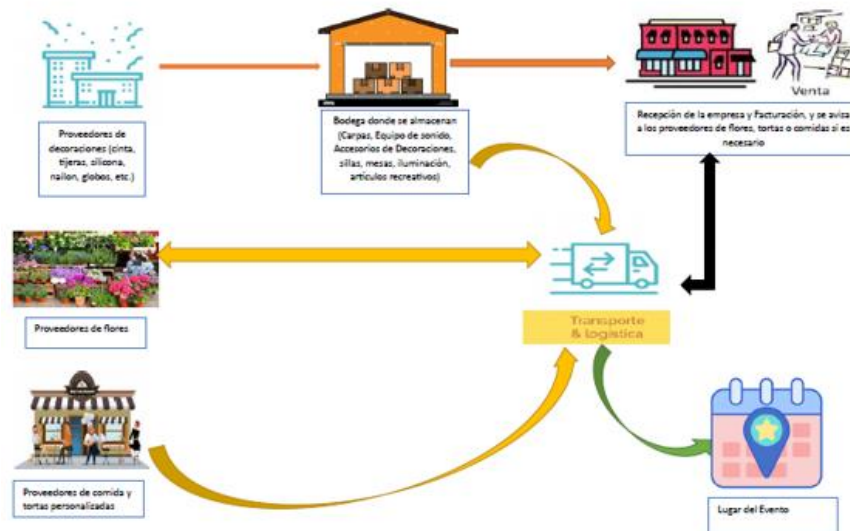 Proveedores de
decoraciones (cinta,
tijeras, silicona,
nailon, globos, etc.)
Bodega donde se almacenan
(Carpas, Equipo de sonido,
Accesorios de Decoraciones,
sillas, mesas, iluminación,
artículos recreativos)
Venta
Recepción de la empresa y Facturación, y se avisa
a los proveedores de flores, tortas o comidas si es
necesario
Proveedores de flores
Transporte
& logística
Proveedores de comida y
tortas personalizadas
Lugar del Evento